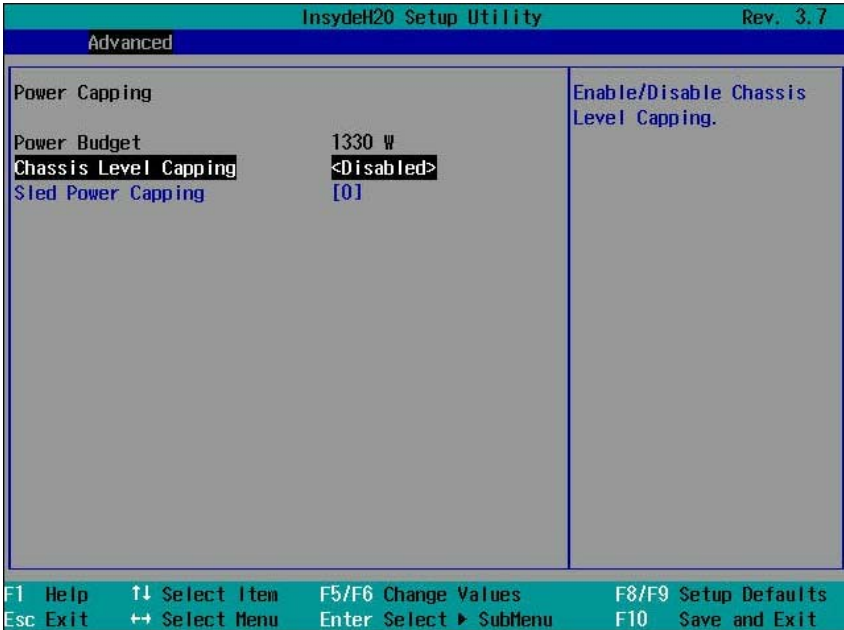 InsydeH20 Setup Utility Rev. 3.7
Advanced
Power Capping
Power Budget 1330 W
Chassis Level Capping <Disabled>
Sled Power Capping [0]
Enable/Disable Chassis
Level Capping.
F1 Help ↑↓ Select Item F5/F6 Change Values F8/F9 Setup Defaults
Esc Exit ↔ Select Menu Enter Select ▶ SubMenu F10 Save and Exit